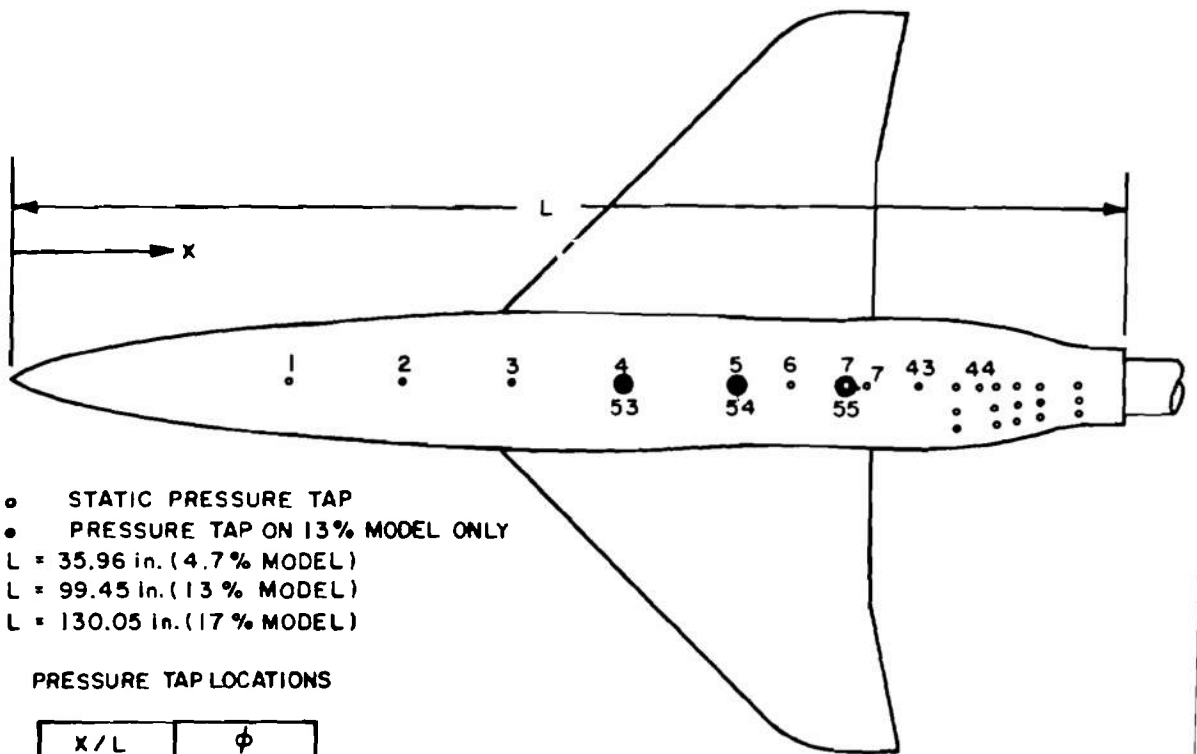 L
X
1 2 3 4 5 6 7 7 43 44
53 54 55
o STATIC PRESSURE TAP
• PRESSURE TAP ON 13% MODEL ONLY
L = 35.96 in. (4.7% MODEL)
L = 99.45 in. (13% MODEL)
L = 130.05 in. (17% MODEL)
PRESSURE TAP LOCATIONS
X/L ϕ